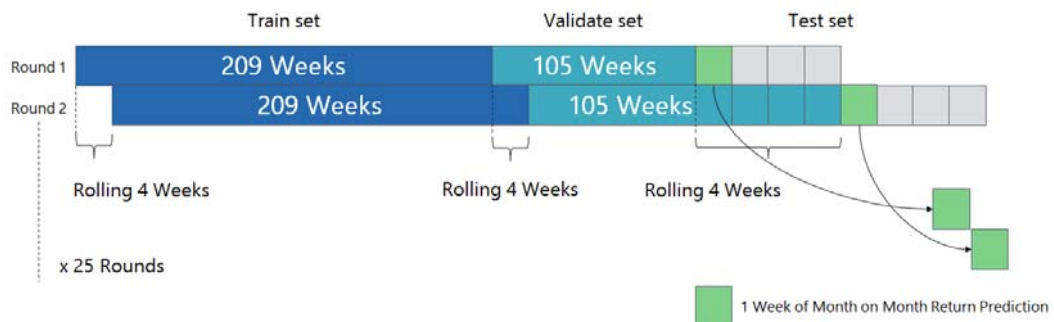 Train set
Validate set
Test set
Round 1
209 Weeks
105 Weeks
Round 2
209 Weeks
105 Weeks
Rolling 4 Weeks
Rolling 4 Weeks
Rolling 4 Weeks
x 25 Rounds
1 Week of Month on Month Return Prediction